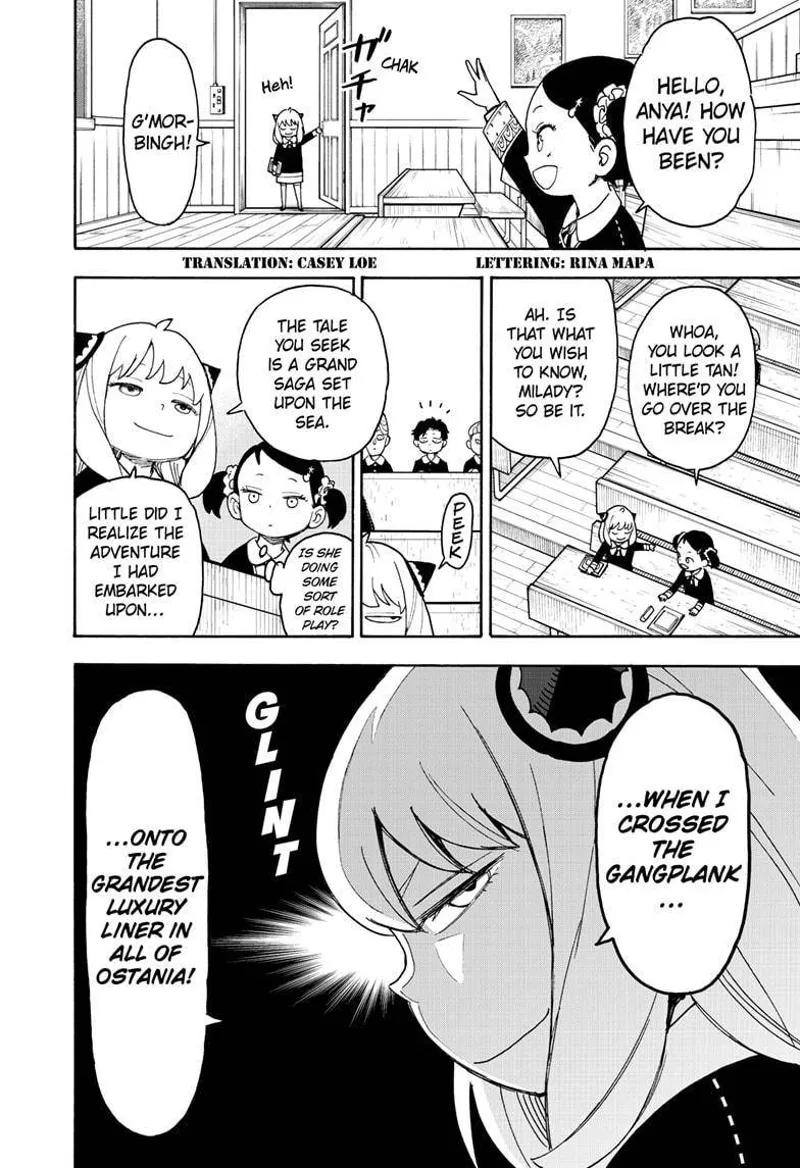 HELLO,
ANYA! HOW
HAVE YOU
BEEN?
ガチャ
CHAK
Heh!
G'MOR-
BINGH!
TRANSLATION: CASEY LOE
LETTERING: RINA MAPA
WHOA,
YOU LOOK A
LITTLE TAN!
WHERE'D YOU
GO OVER THE
BREAK?
AH. IS
THAT WHAT
YOU WISH
TO KNOW,
MILADY?
SO BE IT.
PEEK
THE TALE
YOU SEEK
IS A GRAND
SAGA SET
UPON THE
SEA.
IS SHE
DOING
SOME
SORT OF
ROLE
PLAY?
LITTLE DID I
REALIZE THE
ADVENTURE
I HAD
EMBARKED
UPON...
...WHEN I
CROSSED
THE
GANGPLANK
...
GLINT
...ONTO
THE
GRANDEST
LUXURY
LINER IN
ALL OF
OSTANIA!